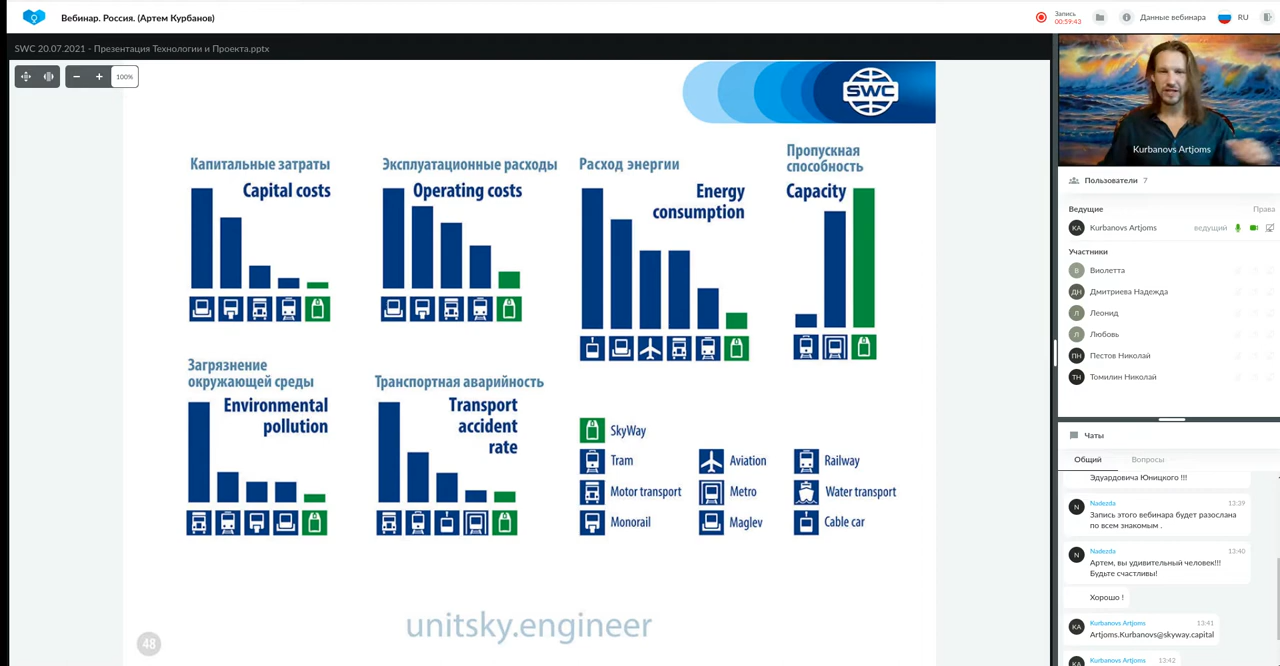 Вебинар. Россия. (Артем Курбанов)
Запись
00:59:43
Данные вебинара
RU
SWC 20.07.2021 - Презентация Технологии и Проекта.pptx
100%
SWC
Капитальные затраты
Capital costs
Эксплуатационные расходы
Operating costs
Расход энергии
Energy
consumption
Пропускная
способность
Capacity
Загрязнение
окружающей среды
Environmental
pollution
Транспортная аварийность
Transport
accident
rate
SkyWay
Tram
Aviation
Railway
Motor transport
Metro
Water transport
Monorail
Maglev
Cable car
unitsky.engineer
48
Kurbanovs Artjoms
Пользователи 7
Ведущие
Права
KA
Kurbanovs Artjoms
ведущий
Участники
В
Виолетта
ДН
Дмитриева Надежда
Л
Леонид
Л
Любовь
ПН
Пестов Николай
ТН
Томилин Николай
Чаты
Общий
Вопросы
Эдуардовича Юницкого !!!
N
Nadezda
13:39
Запись этого вебинара будет разослана
по всем знакомым .
N
Nadezda
13:40
Артем, вы удивительный человек!!!
Будьте счастливы!
Хорошо !
KA
Kurbanovs Artjoms
13:41
Artjoms.Kurbanovs@skyway.capital
KA
Kurbanovs Artjoms
13:42